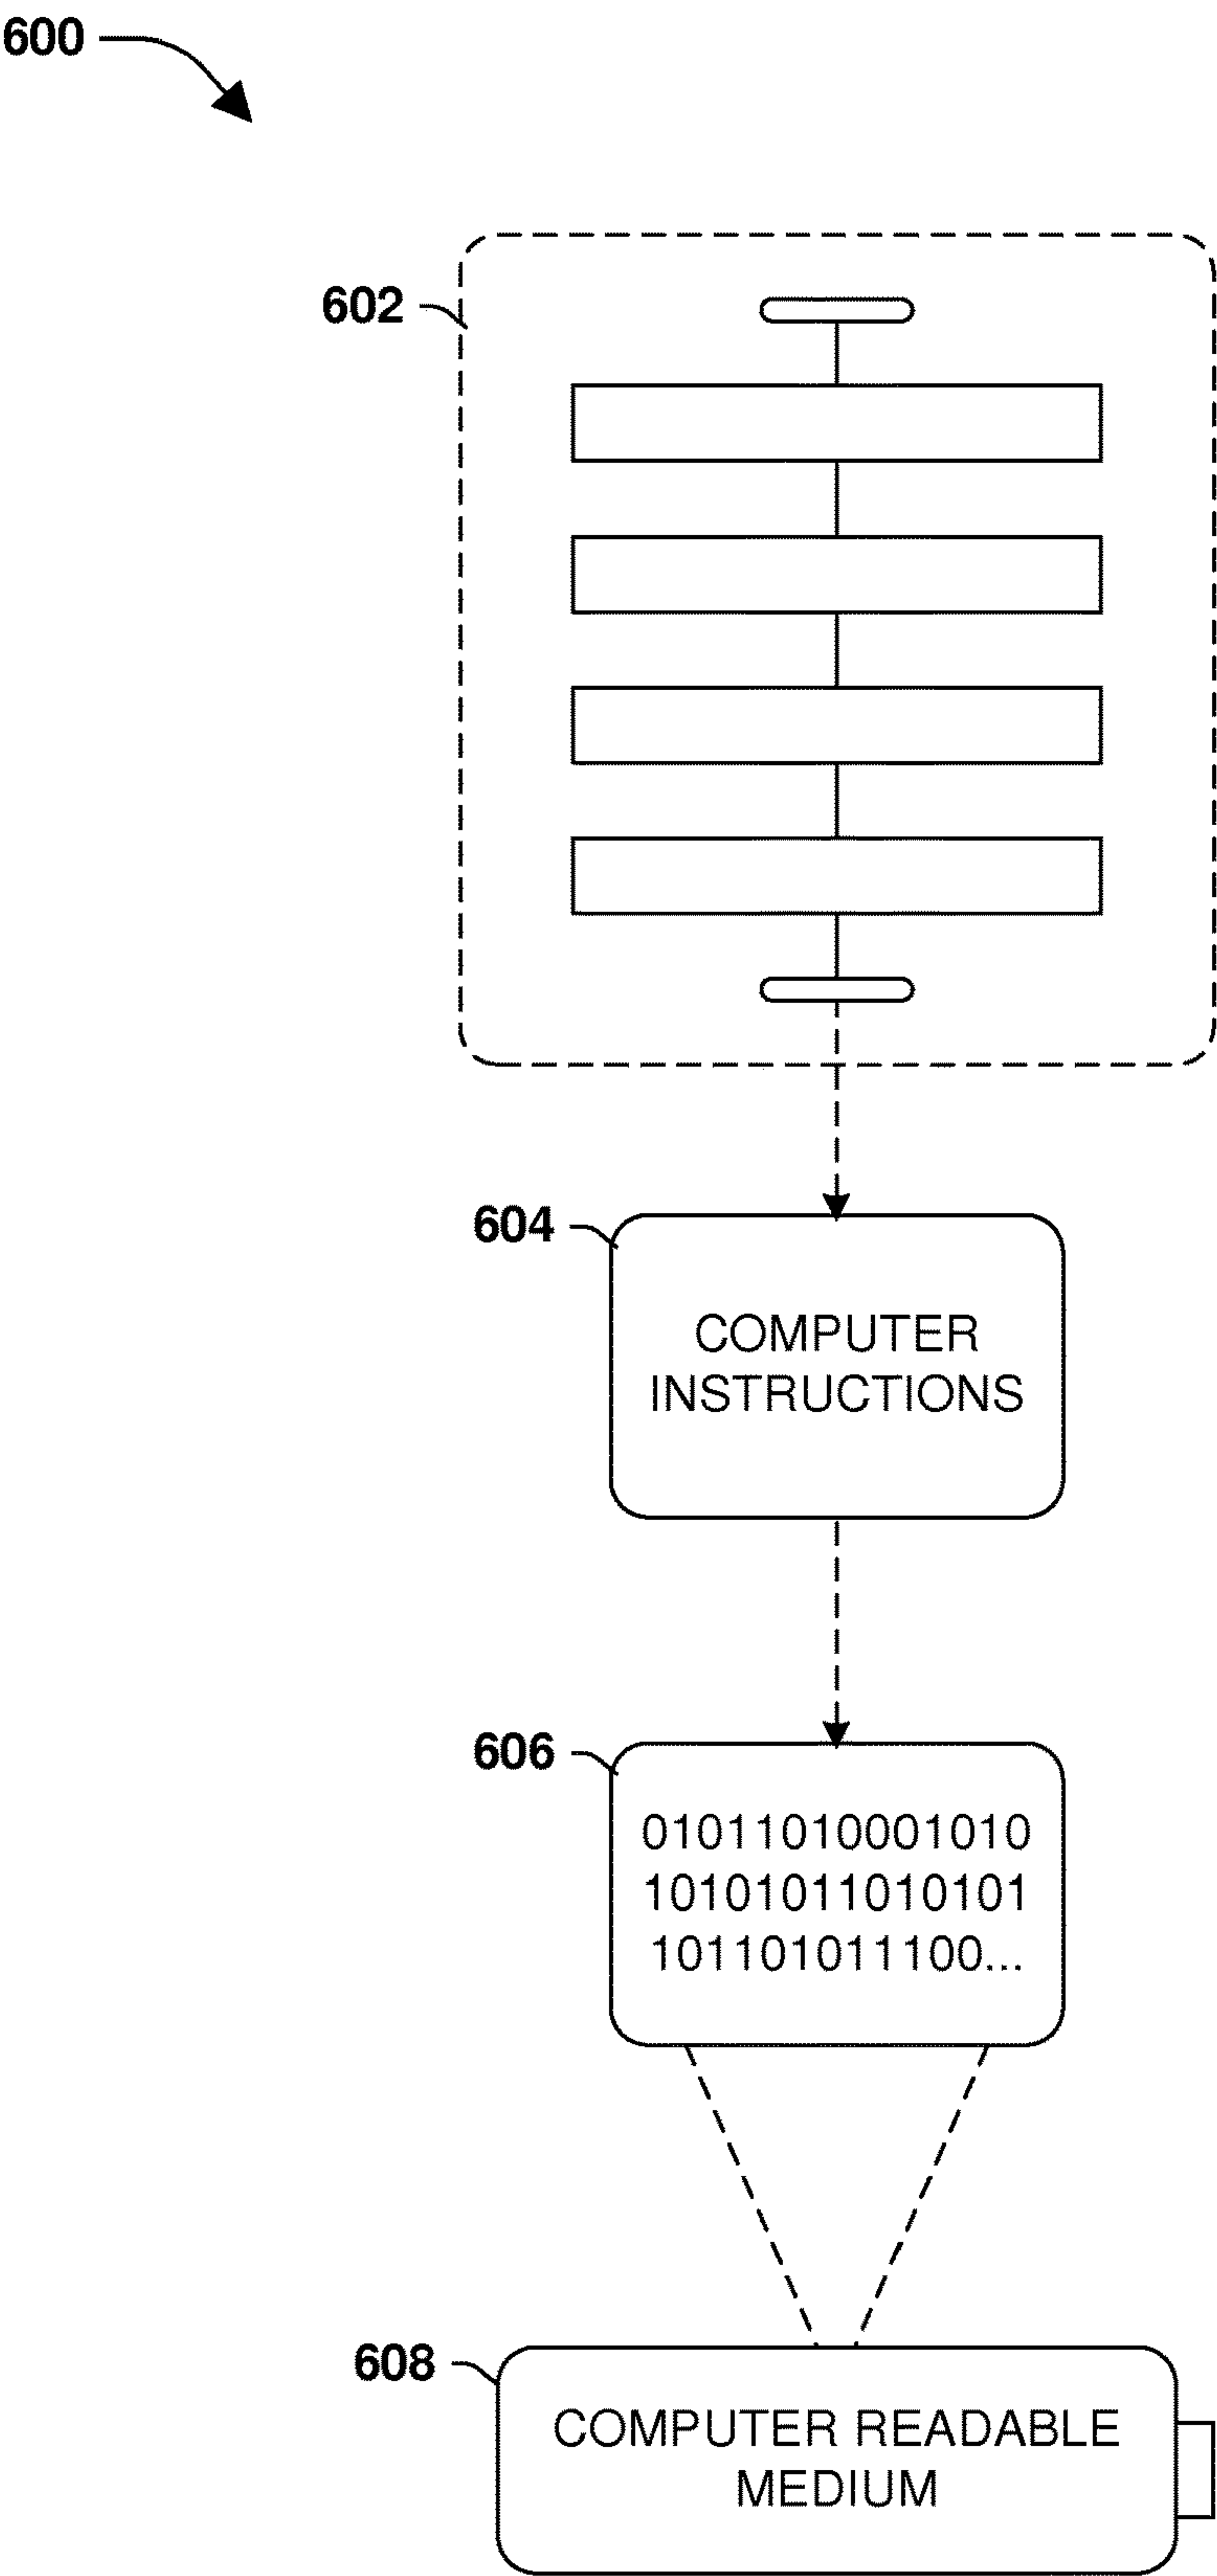 600
602
604
COMPUTER
INSTRUCTIONS
606
01011010001010
10101011010101
101101011100...
608
COMPUTER READABLE
MEDIUM